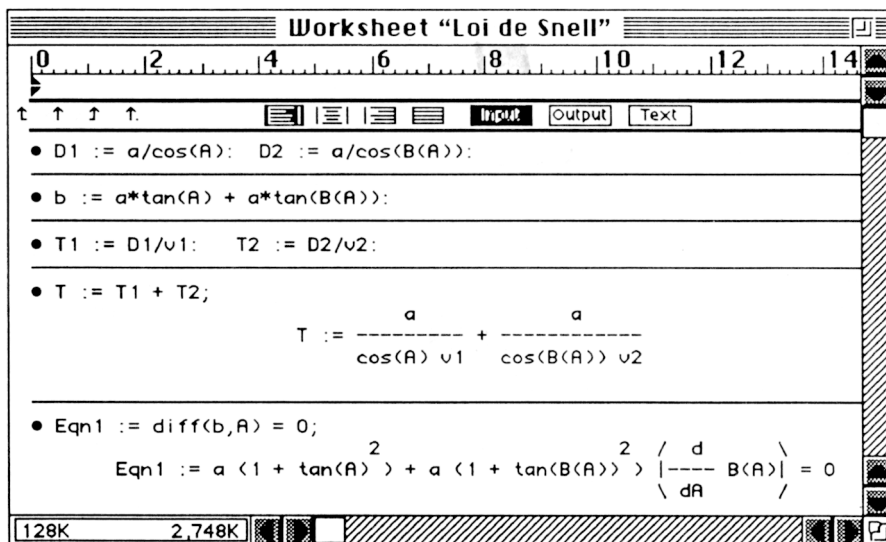 Worksheet “Loi de Snell”
0 2 4 6 8 10 12 14
Input Output Text
• D1 := a/cos(A): D2 := a/cos(B(A)):
• b := a*tan(A) + a*tan(B(A)):
• T1 := D1/v1: T2 := D2/v2:
• T := T1 + T2;
a a
T := --------- + ------------
cos(A) v1 cos(B(A)) v2
• Eqn1 := diff(b,A) = 0;
2 2 / d \
Eqn1 := a (1 + tan(A) ) + a (1 + tan(B(A)) ) |---- B(A)| = 0
\ dA /
128K 2,748K